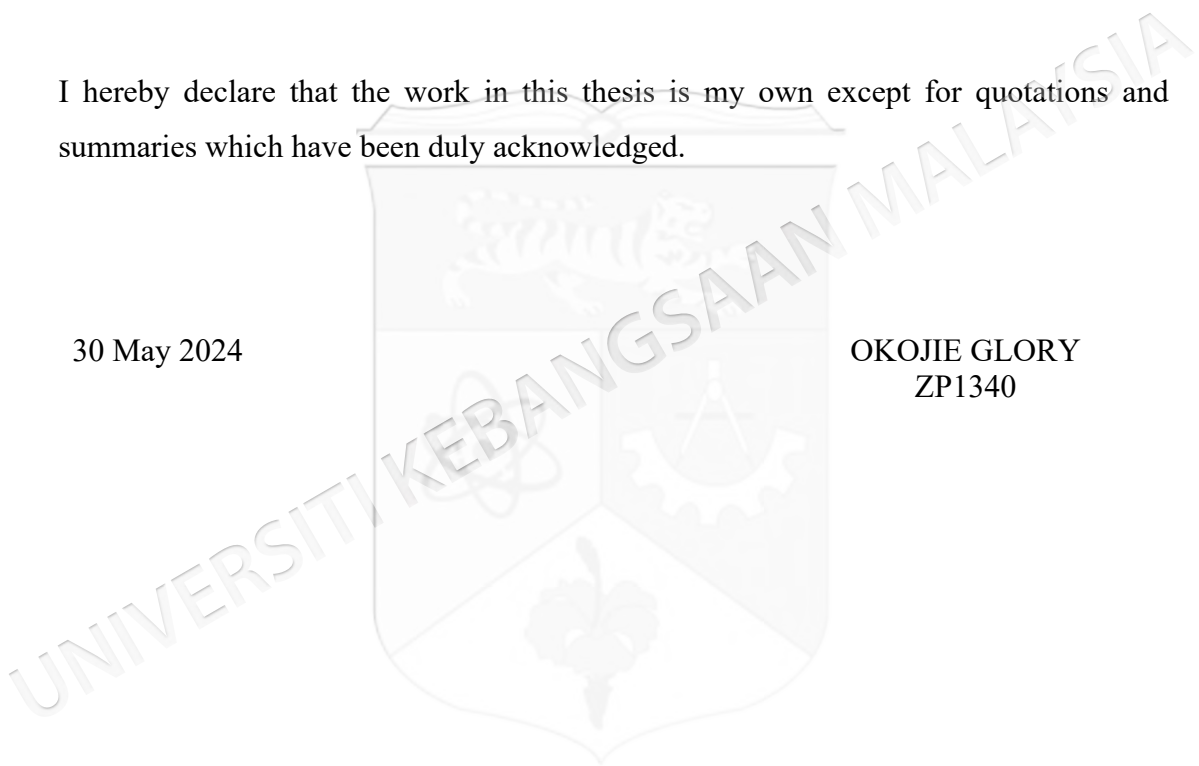 I hereby declare that the work in this thesis is my own except for quotations and
summaries which have been duly acknowledged.
30 May 2024
OKOJIE GLORY
ZP1340
UNIVERSITI KEBANGSAAN MALAYSIA